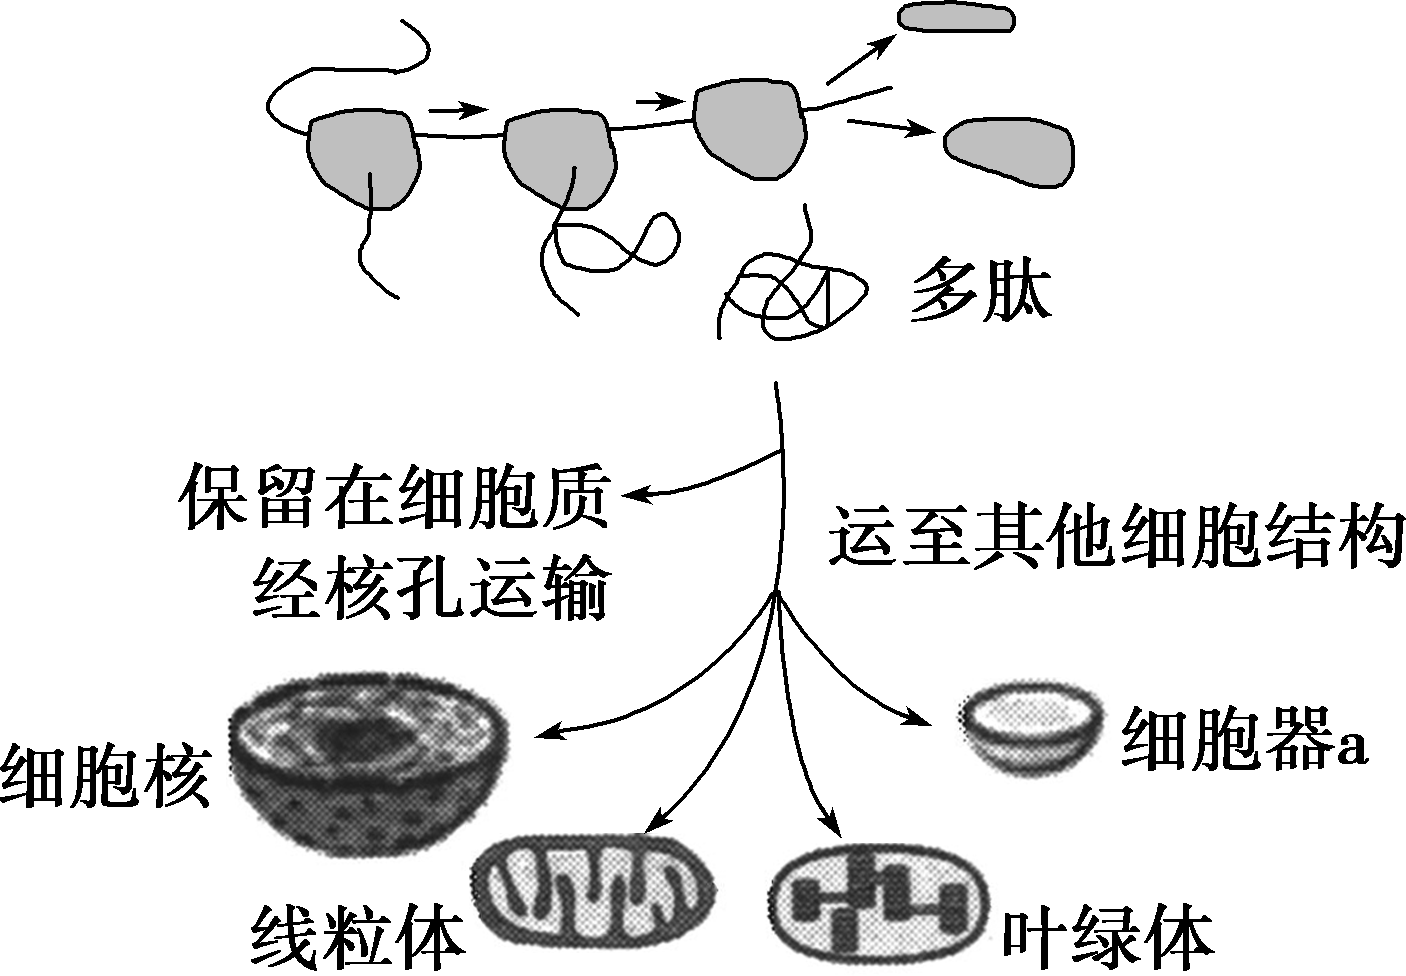 多肽
保留在细胞质
经核孔运输
运至其他细胞结构
细胞核
细胞器a
线粒体
叶绿体